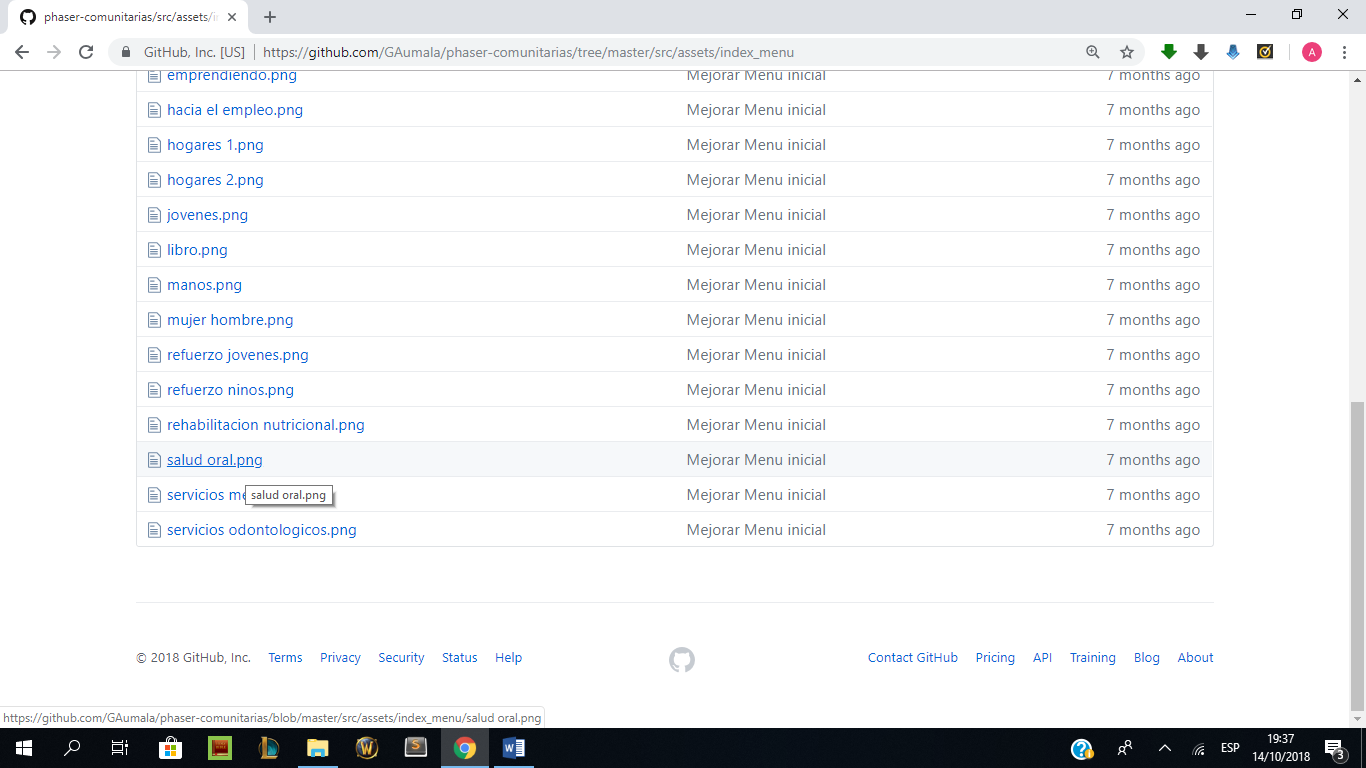 phaser-comunitarias/src/assets/in
GitHub, Inc. [US] https://github.com/GAumala/phaser-comunitarias/tree/master/src/assets/index_menu
A
emprendiendo.png Mejorar Menu inicial 7 months ago
hacia el empleo.png Mejorar Menu inicial 7 months ago
hogares 1.png Mejorar Menu inicial 7 months ago
hogares 2.png Mejorar Menu inicial 7 months ago
jovenes.png Mejorar Menu inicial 7 months ago
libro.png Mejorar Menu inicial 7 months ago
manos.png Mejorar Menu inicial 7 months ago
mujer hombre.png Mejorar Menu inicial 7 months ago
refuerzo jovenes.png Mejorar Menu inicial 7 months ago
refuerzo ninos.png Mejorar Menu inicial 7 months ago
rehabilitacion nutricional.png Mejorar Menu inicial 7 months ago
salud oral.png Mejorar Menu inicial 7 months ago
servicios me salud oral.png Mejorar Menu inicial 7 months ago
servicios odontologicos.png Mejorar Menu inicial 7 months ago
© 2018 GitHub, Inc. Terms Privacy Security Status Help Contact GitHub Pricing API Training Blog About
https://github.com/GAumala/phaser-comunitarias/blob/master/src/assets/index_menu/salud oral.png
ESP 19:37
14/10/2018
3